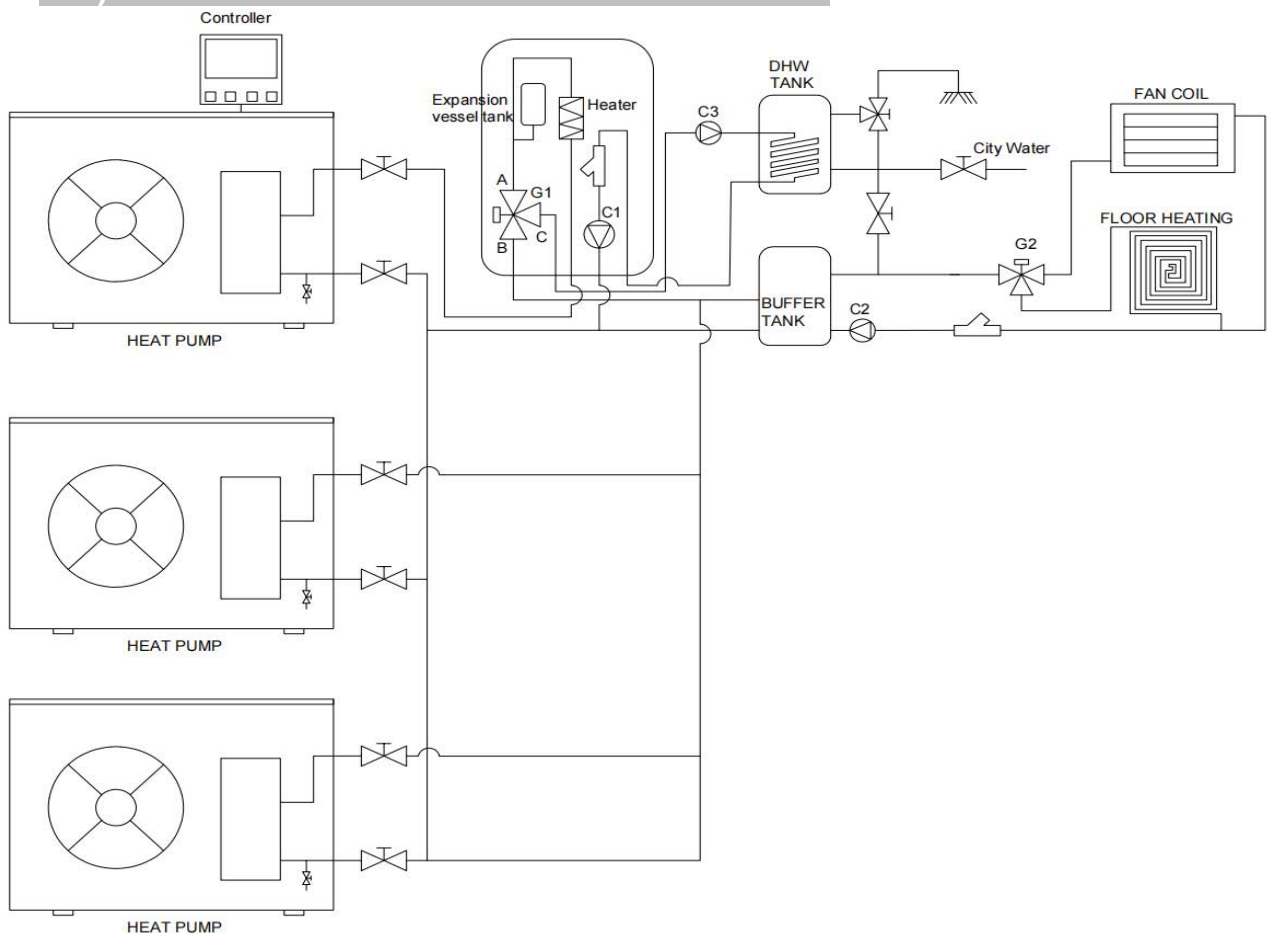 Controller
HEAT PUMP
Expansion
vessel tank
Heater
A
G1
B
C
C1
C3
DHW
TANK
City Water
FAN COIL
FLOOR HEATING
G2
BUFFER
TANK
C2
HEAT PUMP
HEAT PUMP